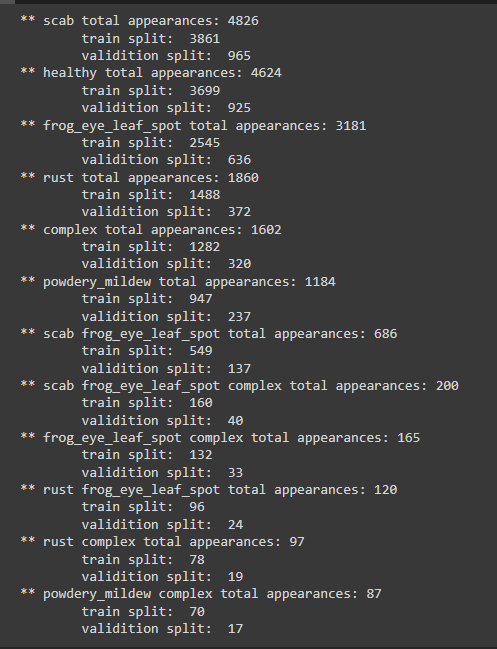 ** scab total appearances: 4826
train split: 3861
validition split: 965
** healthy total appearances: 4624
train split: 3699
validition split: 925
** frog_eye_leaf_spot total appearances: 3181
train split: 2545
validition split: 636
** rust total appearances: 1860
train split: 1488
validition split: 372
** complex total appearances: 1602
train split: 1282
validition split: 320
** powdery_mildew total appearances: 1184
train split: 947
validition split: 237
** scab frog_eye_leaf_spot total appearances: 686
train split: 549
validition split: 137
** scab frog_eye_leaf_spot complex total appearances: 200
train split: 160
validition split: 40
** frog_eye_leaf_spot complex total appearances: 165
train split: 132
validition split: 33
** rust frog_eye_leaf_spot total appearances: 120
train split: 96
validition split: 24
** rust complex total appearances: 97
train split: 78
validition split: 19
** powdery_mildew complex total appearances: 87
train split: 70
validition split: 17